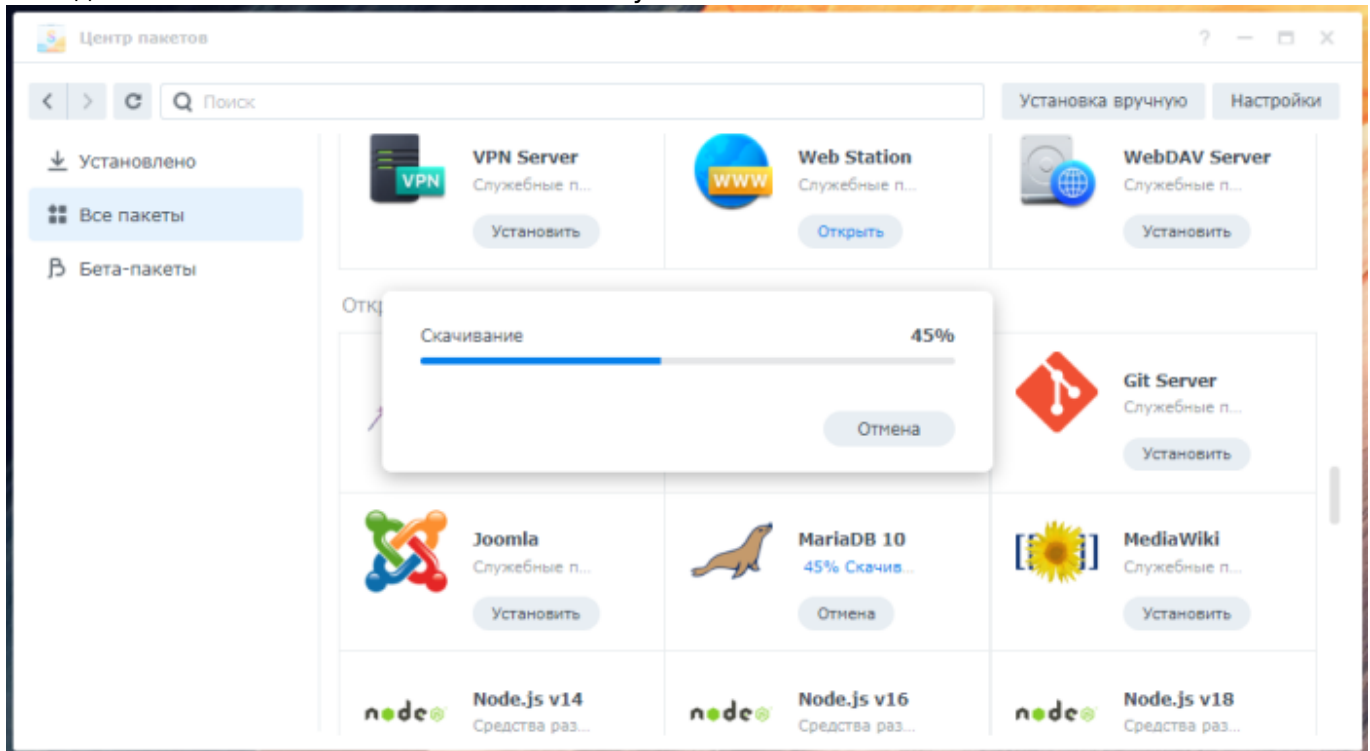 Центр пакетов
Поиск
Установка вручную
Настройки
Установлено
Все пакеты
Бета-пакеты
VPN
VPN Server
Служебные п...
Установить
WWW
Web Station
Служебные п...
Открыть
WebDAV Server
Служебные п...
Установить
Откр
Скачивание
45%
Отмена
Git Server
Служебные п...
Установить
Joomla
Служебные п...
Установить
MariaDB 10
45% Скачив...
Отмена
MediaWiki
Служебные п...
Установить
node
Node.js v14
Средства раз...
node
Node.js v16
Средства раз...
node
Node.js v18
Средства раз...